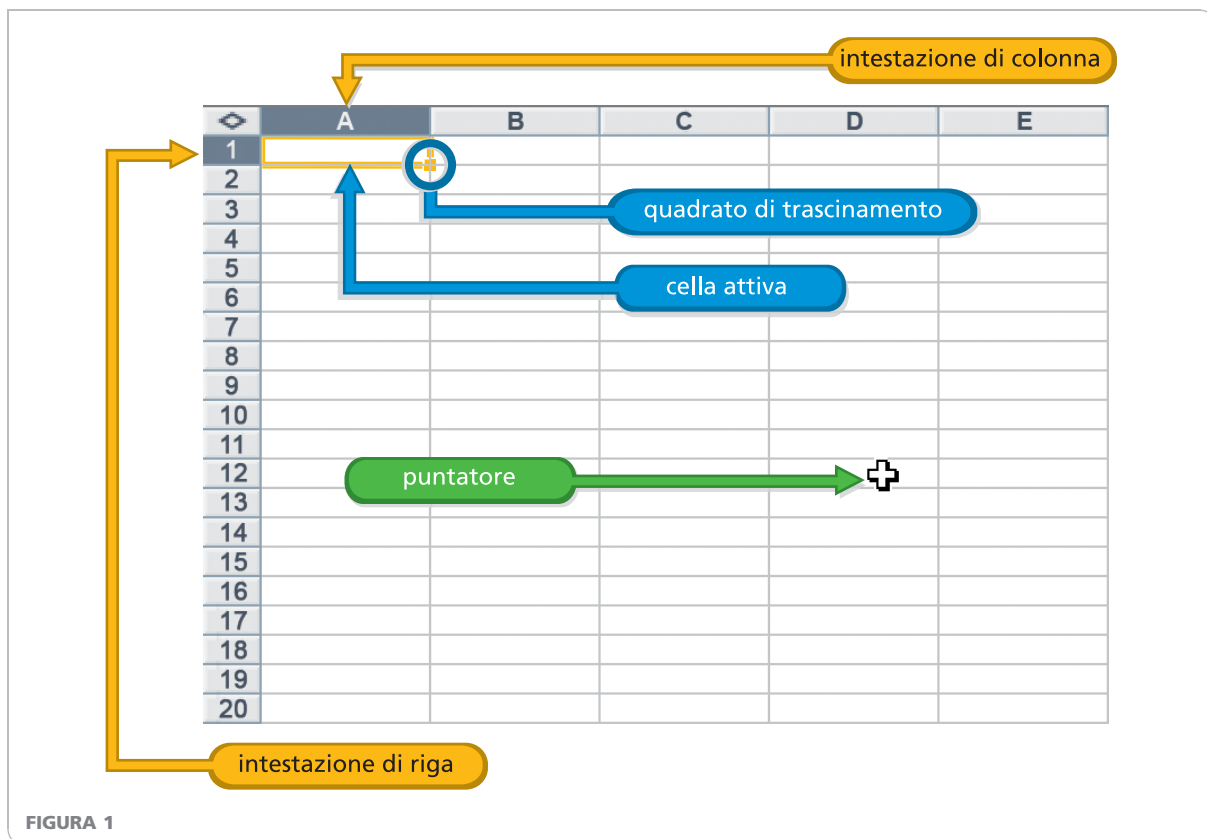 intestazione di colonna
A B C D E
1
2
3
quadrato di trascinamento
4
5
cella attiva
6
7
8
9
10
11
12
puntatore
13
14
15
16
17
18
19
20
intestazione di riga
FIGURA 1